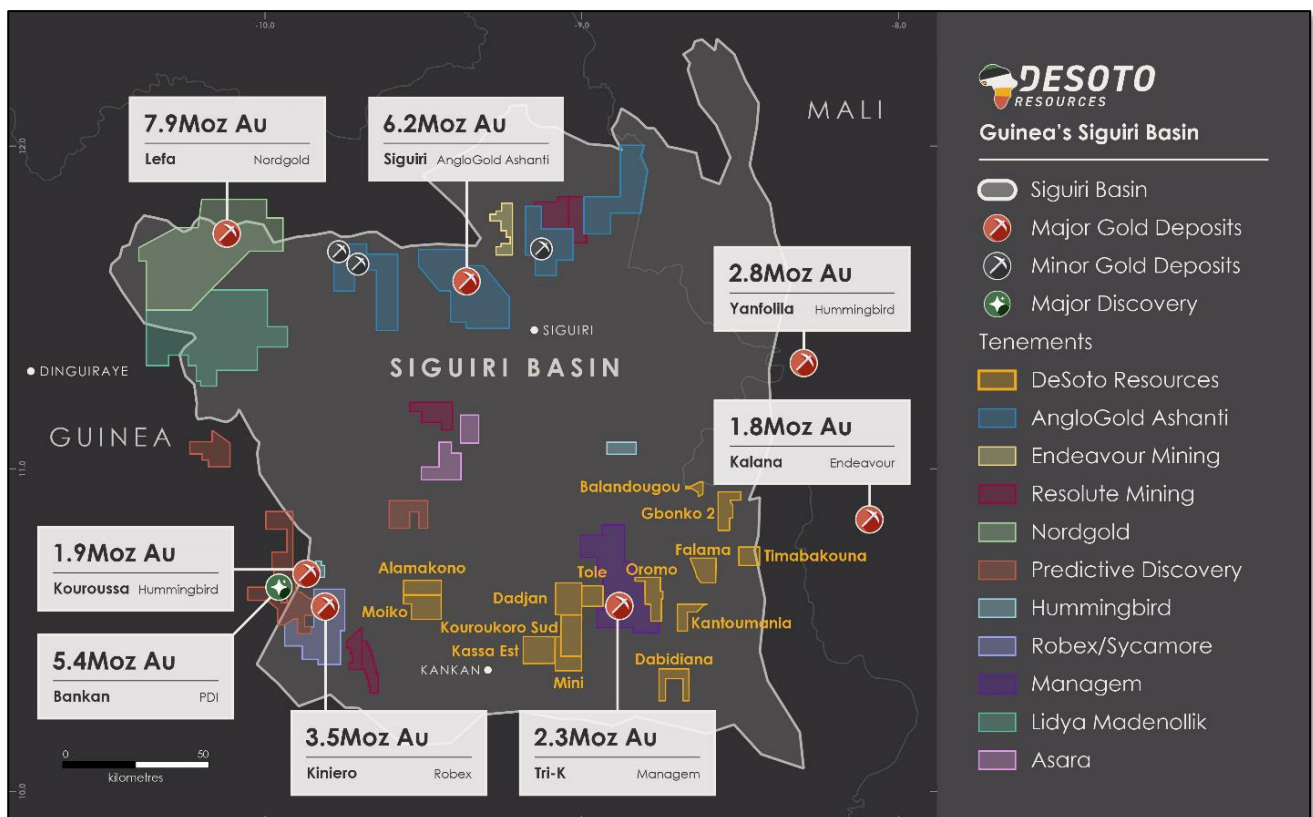 -10.0
-9.0
-8.0
12.0
11.0
10.0
MALI
7.9Moz Au
Lefa Nordgold
6.2Moz Au
Siguiri AngloGold Ashanti
2.8Moz Au
Yanfolila Hummingbird
SIGUIRI
SIGUIRI BASIN
DINGUIRAYE
GUINEA
1.8Moz Au
Kalana Endeavour
Balandougou
Gbonko 2
Falama
Timabakouna
1.9Moz Au
Kouroussa Hummingbird
Alamakono
Tole
Oromo
Dadjan
Moiko
Kantoumania
Kouroukoro Sud
Kassa Est
5.4Moz Au
Bankan PDI
KANKAN
Mini
Dabidiana
3.5Moz Au
Kiniero Robex
2.3Moz Au
Tri-K Managem
0 50
kilometres
DESOTO
RESOURCES
Guinea's Siguiri Basin
Siguiri Basin
Major Gold Deposits
Minor Gold Deposits
Major Discovery
Tenements
DeSoto Resources
AngloGold Ashanti
Endeavour Mining
Resolute Mining
Nordgold
Predictive Discovery
Hummingbird
Robex/Sycamore
Managem
Lidya Madenollik
Asara